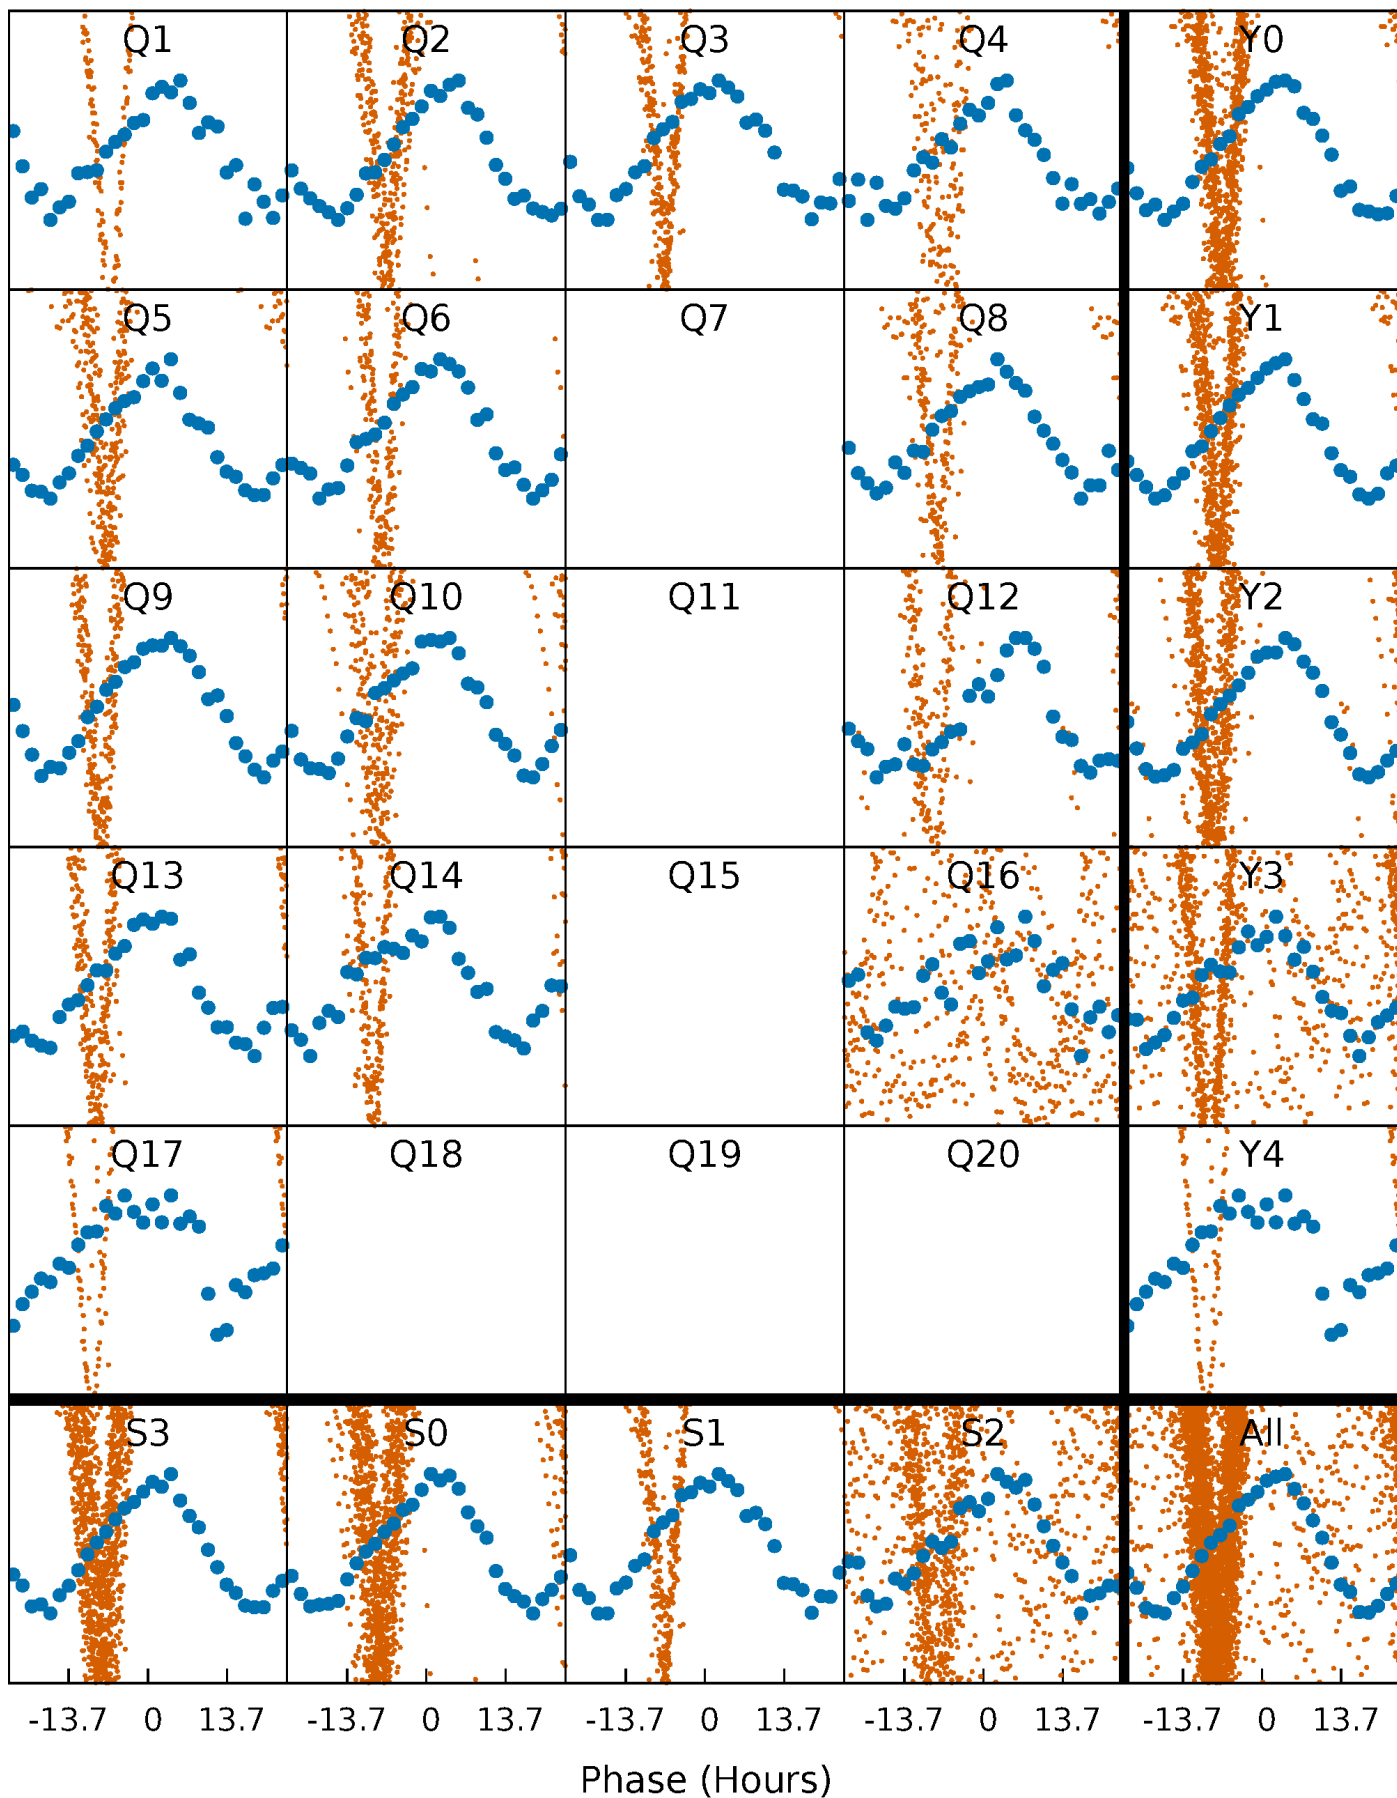 Q1 Q2 Q3 Q4 Y0
Q5 Q6 Q7 Q8 Y1
Q9 Q10 Q11 Q12 Y2
Q13 Q14 Q15 Q16 Y3
Q17 Q18 Q19 Q20 Y4
S3 S0 S1 S2 All
-13.7 0 13.7 -13.7 0 13.7 -13.7 0 13.7 -13.7 0 13.7 -13.7 0 13.7
Phase (Hours)